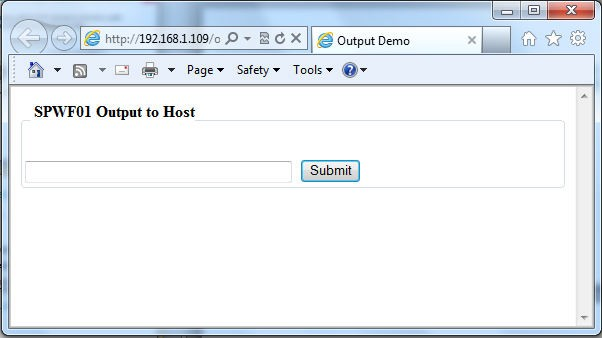 http://192.168.1.109/o
Output Demo
Page
Safety
Tools
SPWF01 Output to Host
Submit